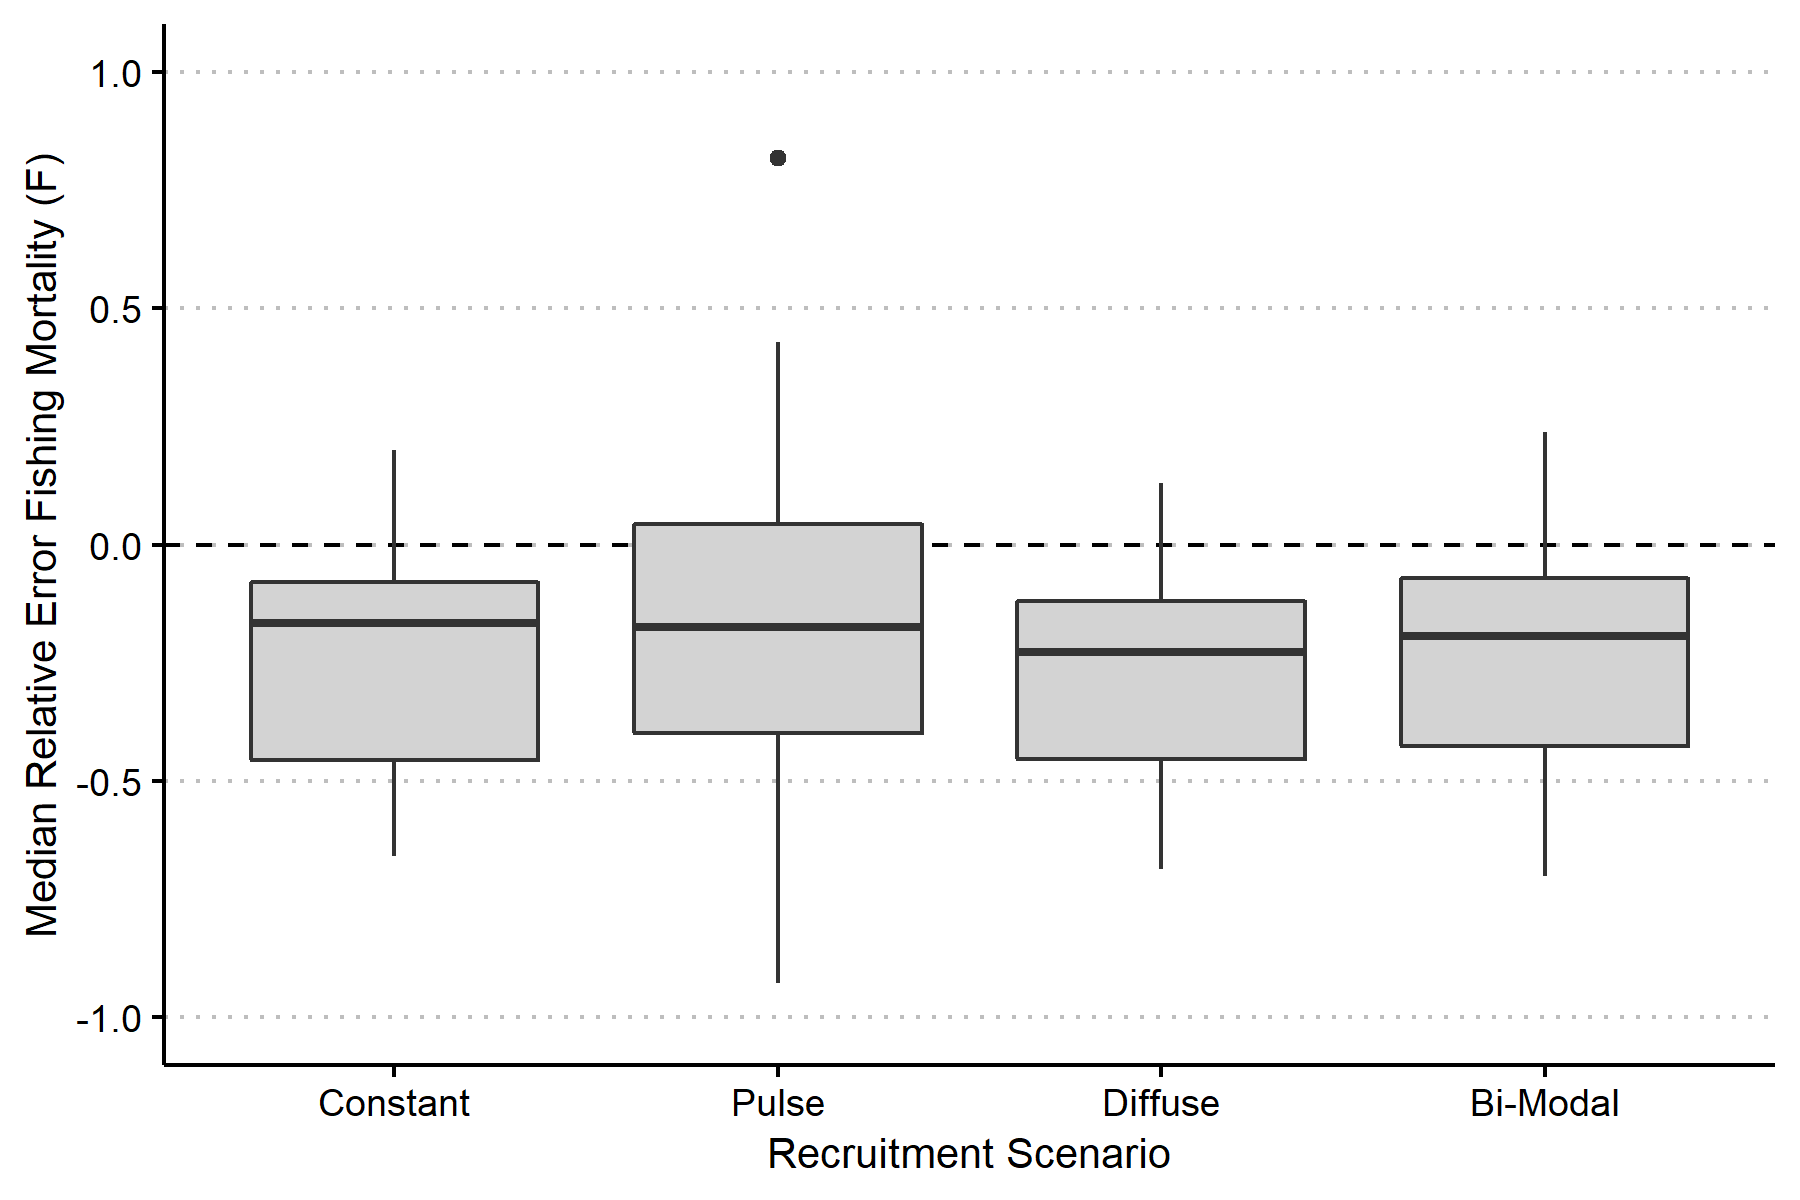 Median Relative Error Fishing Mortality (F)
1.0
0.5
0.0
-0.5
-1.0
Constant Pulse Diffuse Bi-Modal
Recruitment Scenario